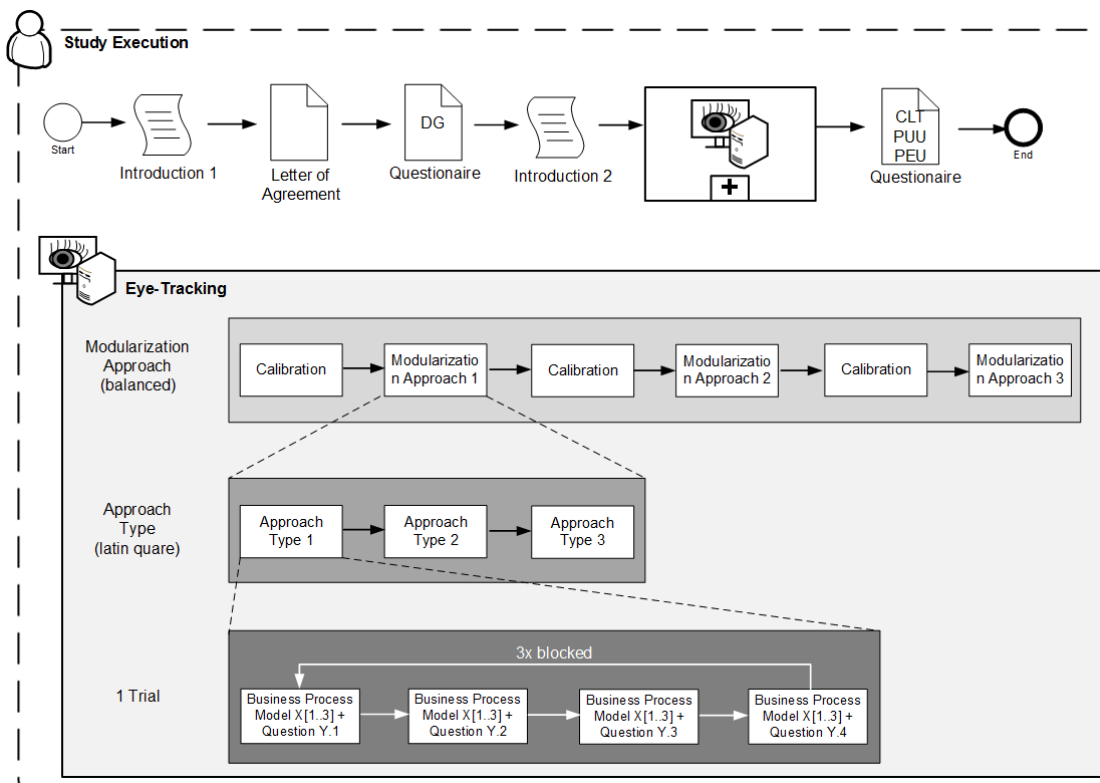 Study Execution
Start
Introduction 1
Letter of
Agreement
DG
Questionaire
Introduction 2
+
CLT
PUU
PEU
Questionaire
End
Eye-Tracking
Modularization
Approach
(balanced)
Calibration
Modularizatio
n Approach 1
Calibration
Modularizatio
n Approach 2
Calibration
Modularizatio
n Approach 3
Approach
Type
(latin quare)
Approach
Type 1
Approach
Type 2
Approach
Type 3
1 Trial
3x blocked
Business Process
Model X[1..3] +
Question Y.1
Business Process
Model X[1..3] +
Question Y.2
Business Process
Model X[1..3] +
Question Y.3
Business Process
Model X[1..3] +
Question Y.4